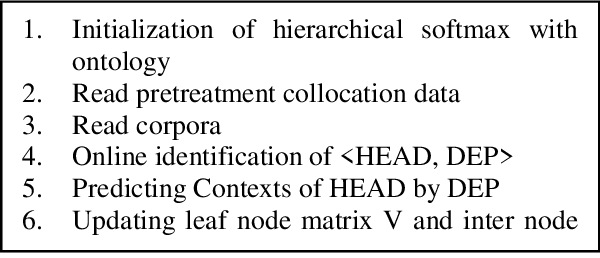 1. Initialization of hierarchical softmax with
ontology
2. Read pretreatment collocation data
3. Read corpora
4. Online identification of <HEAD, DEP>
5. Predicting Contexts of HEAD by DEP
6. Updating leaf node matrix V and inter node